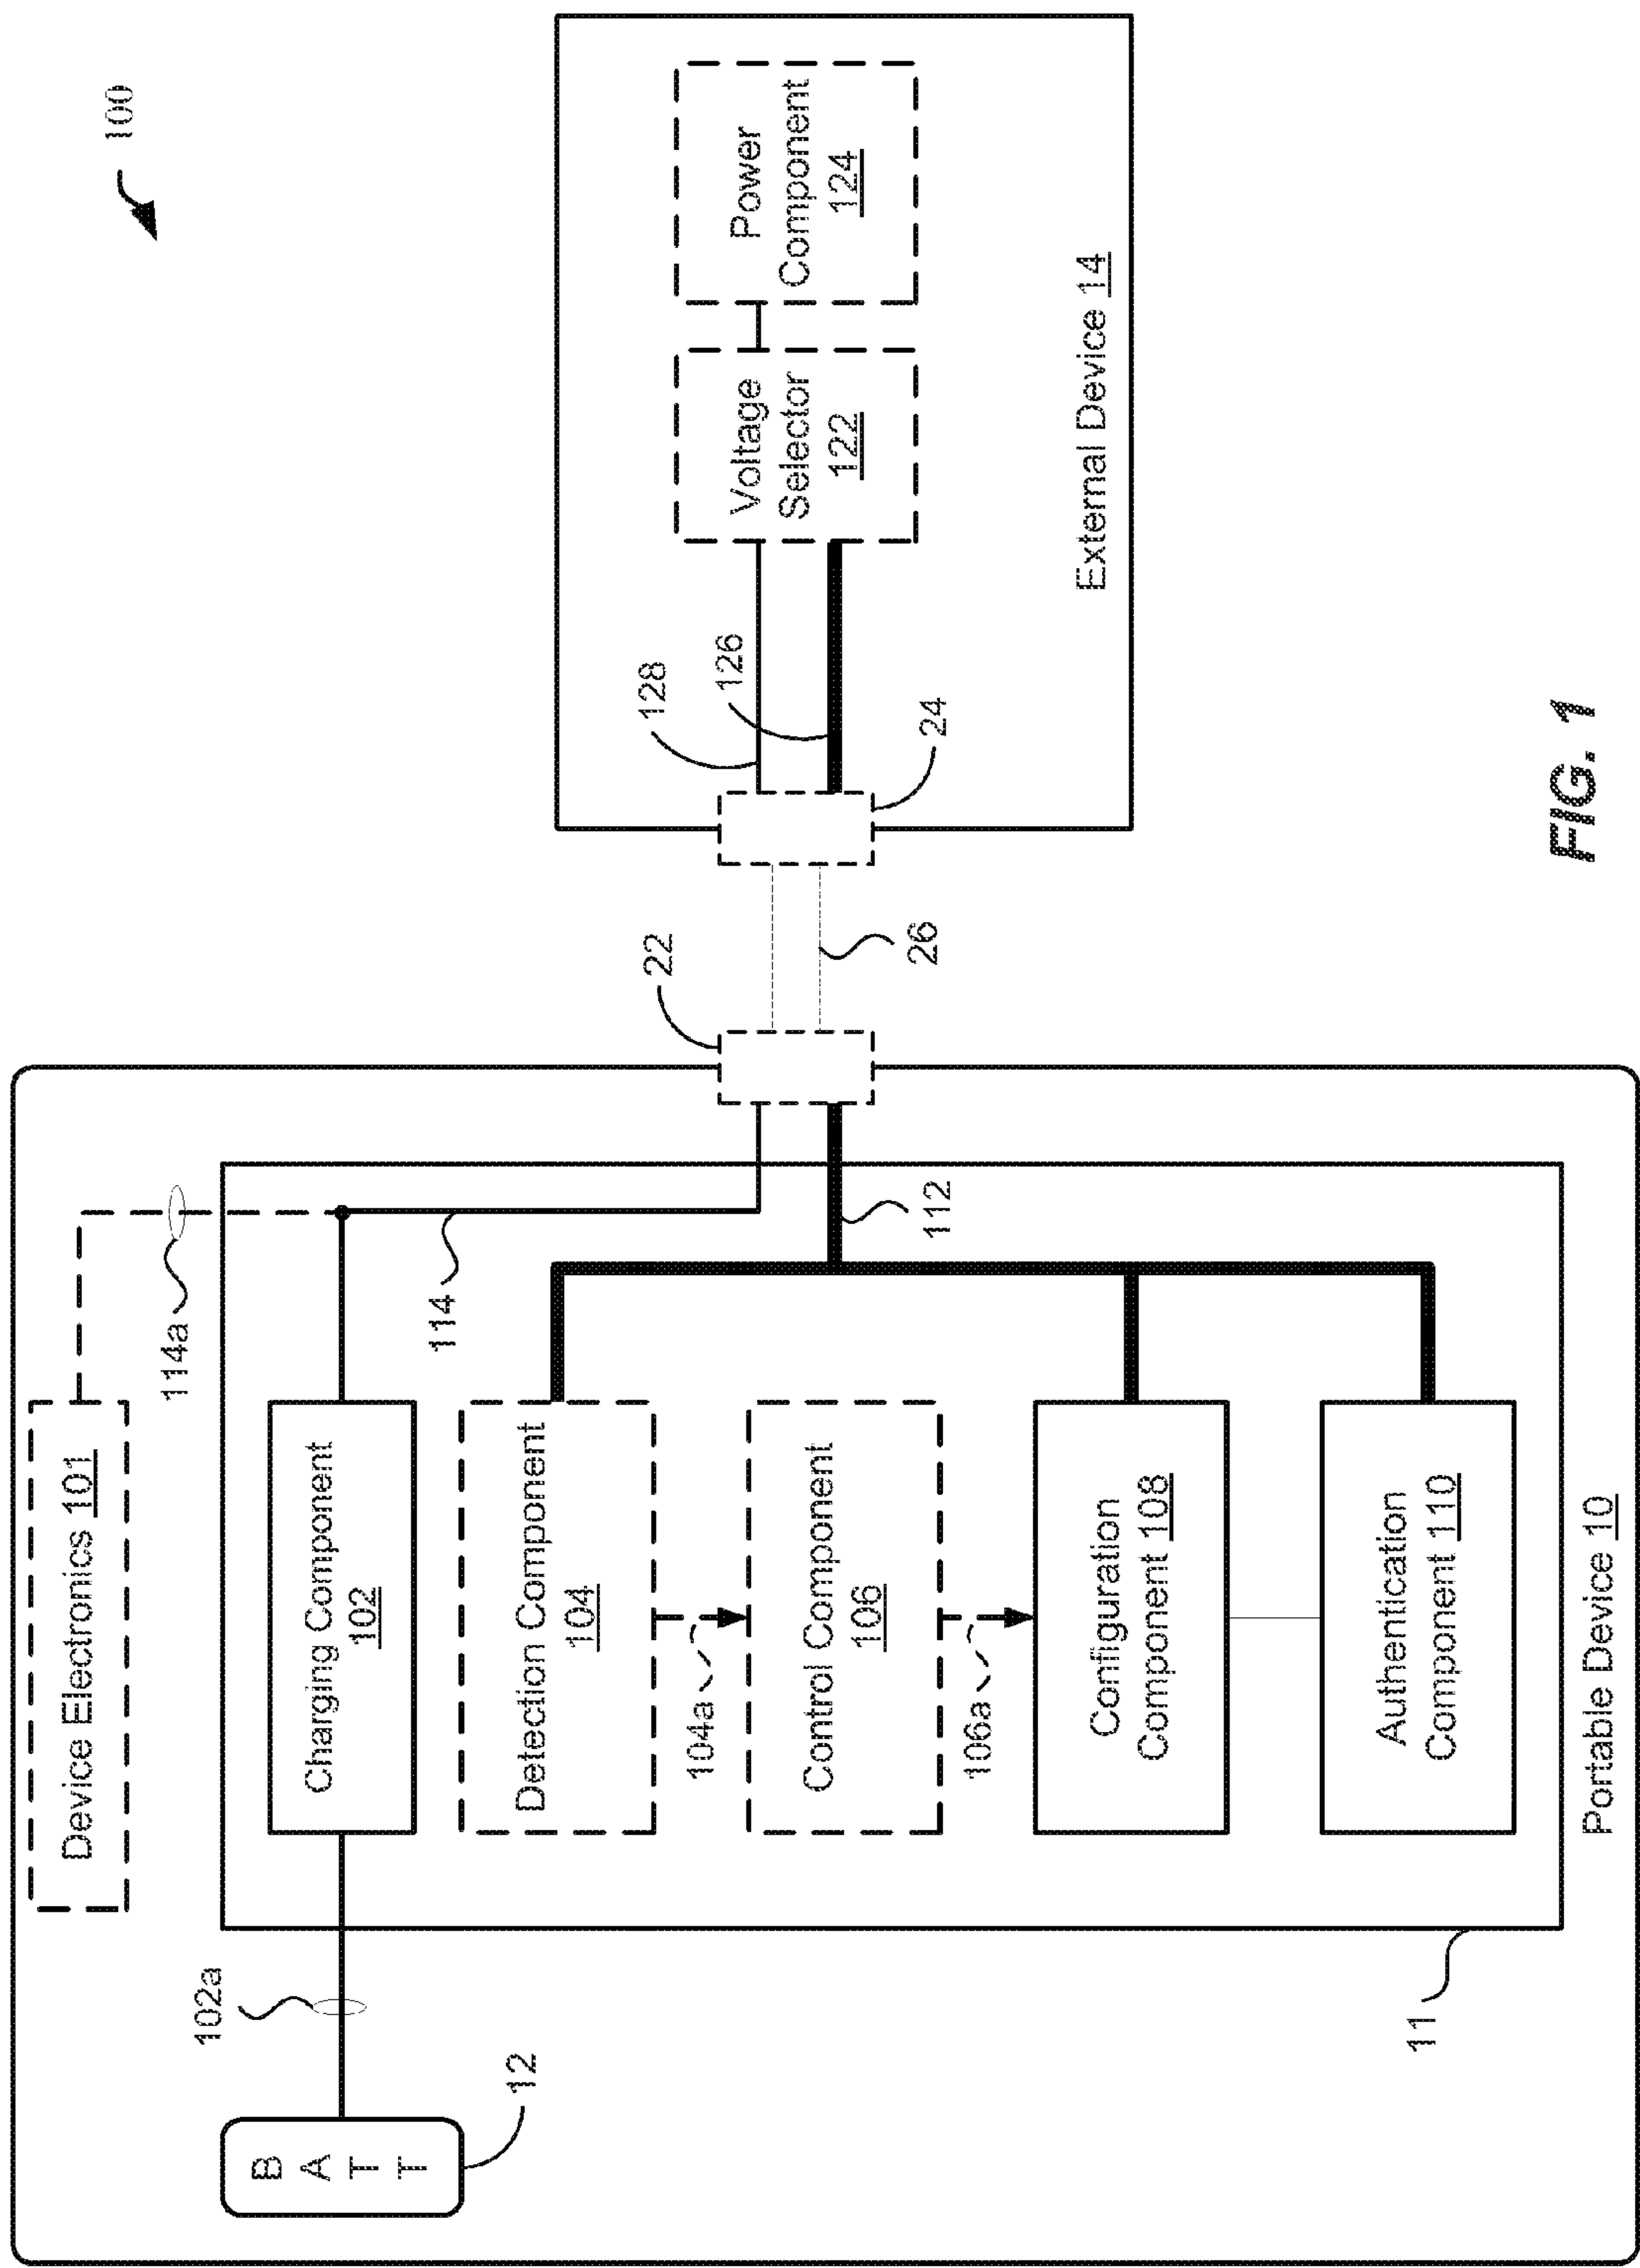 100
Device Electronics 101
114a
102a
B
A
T
T
12
Charging Component
102
114
Detection Component
104
104a
Control Component
106
106a
Configuration
Component 108
Authentication
Component 110
112
11
Portable Device 10
22
26
24
128
126
Voltage
Selector
122
Power
Component
124
External Device 14
FIG. 1